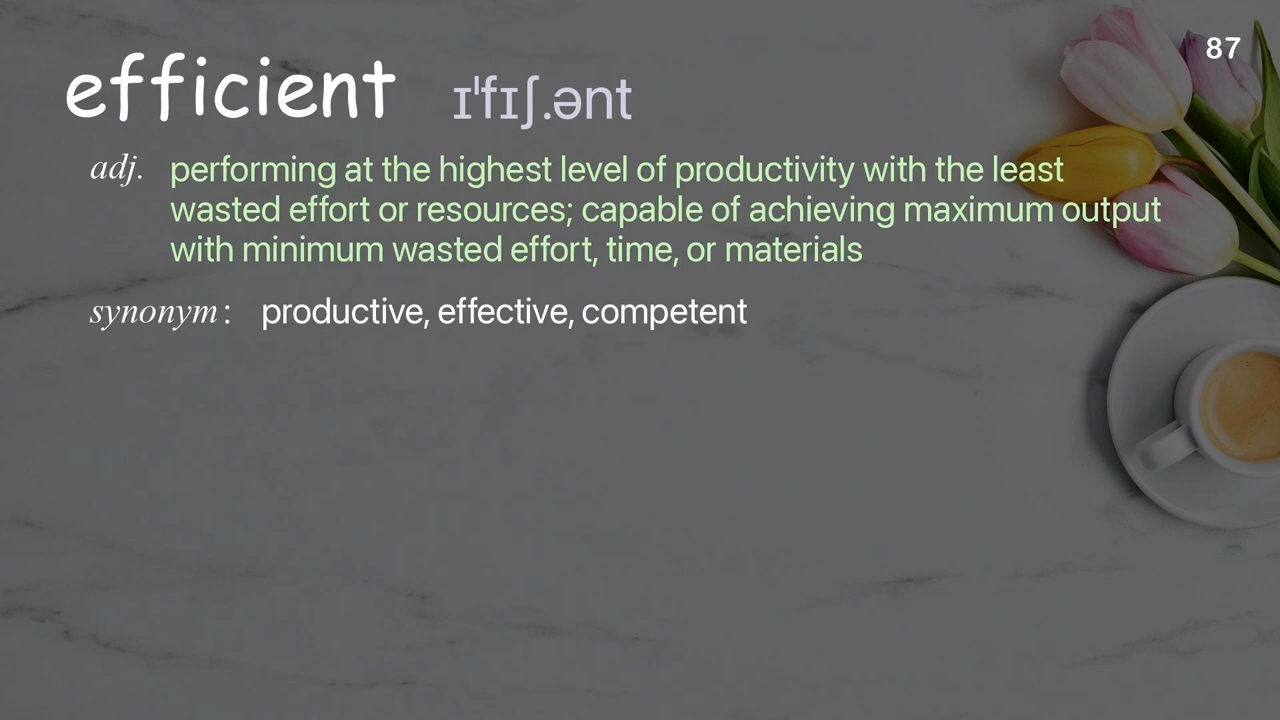 87
efficient ɪˈfɪʃ.ənt
adj. performing at the highest level of productivity with the least
wasted effort or resources; capable of achieving maximum output
with minimum wasted effort, time, or materials
synonym : productive, effective, competent